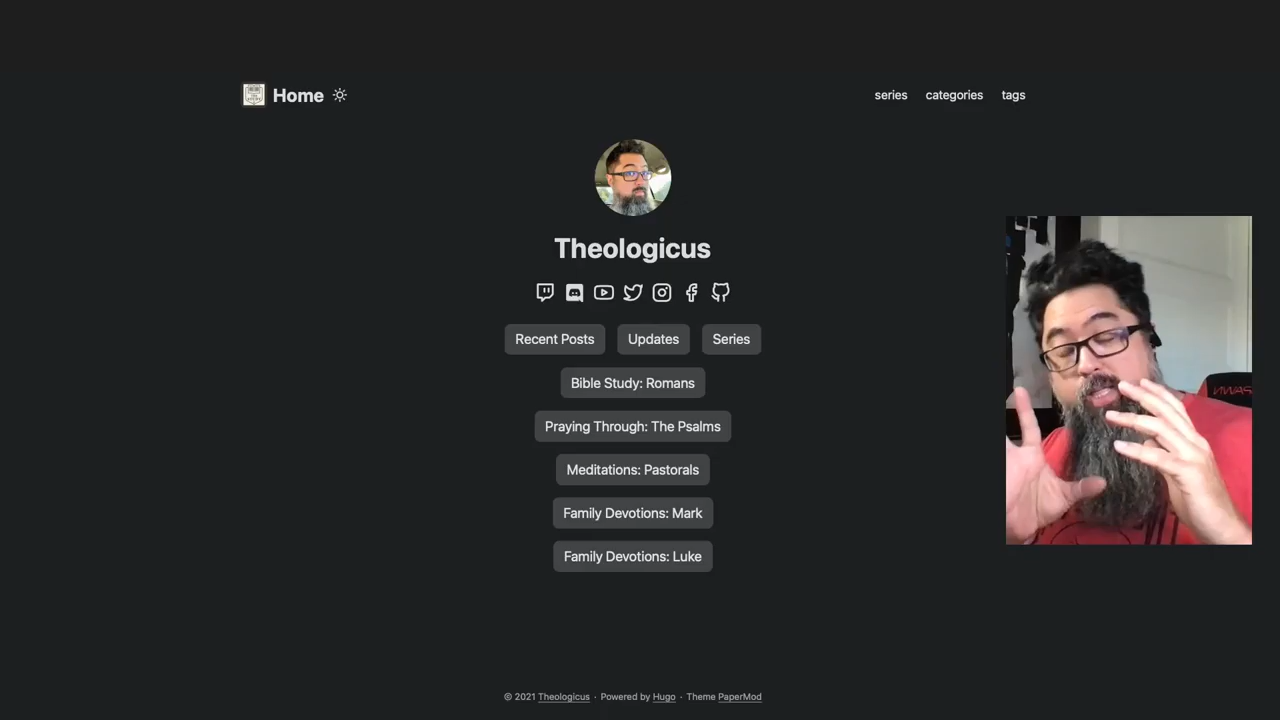 Home
series categories tags
Theologicus
Recent Posts Updates Series
Bible Study: Romans
Praying Through: The Psalms
Meditations: Pastorals
Family Devotions: Mark
Family Devotions: Luke
© 2021 Theologicus · Powered by Hugo · Theme PaperMod